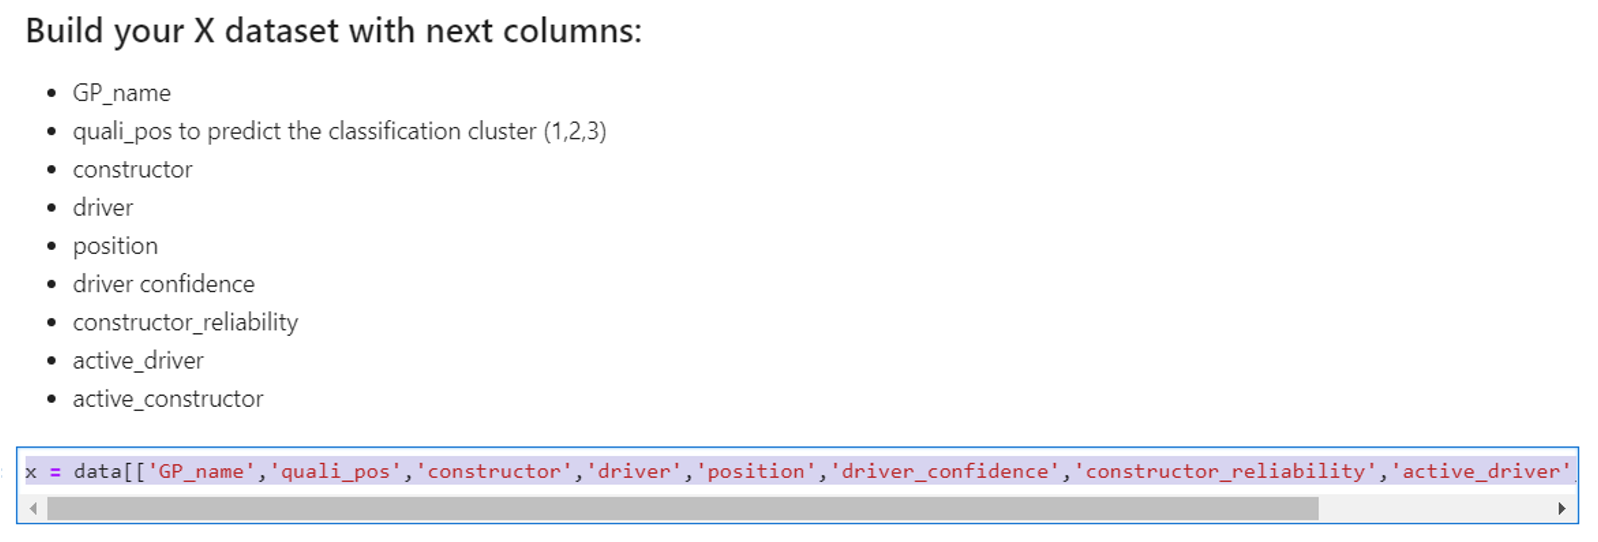 Build your X dataset with next columns:
GP_name
quali_pos to predict the classification cluster (1,2,3)
constructor
driver
position
driver confidence
constructor_reliability
active_driver
active_constructor
x = data[['GP_name','quali_pos','constructor','driver','position','driver_confidence','constructor_reliability','active_driver'